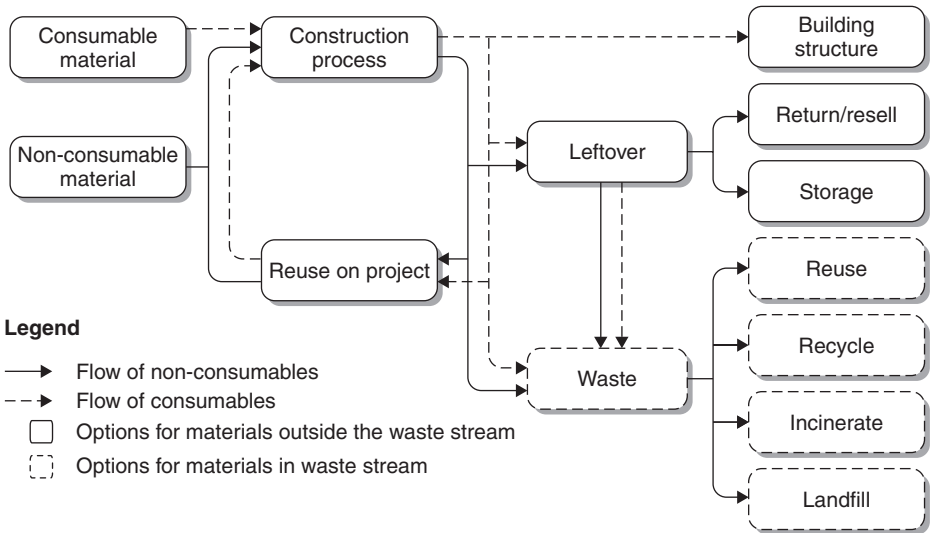 Consumable
material
Construction
process
Building
structure
Return/resell
Non-consumable
material
Leftover
Storage
Reuse on project
Reuse
Legend
Recycle
Flow of non-consumables
Waste
Flow of consumables
Incinerate
Options for materials outside the waste stream
Options for materials in waste stream
Landfill